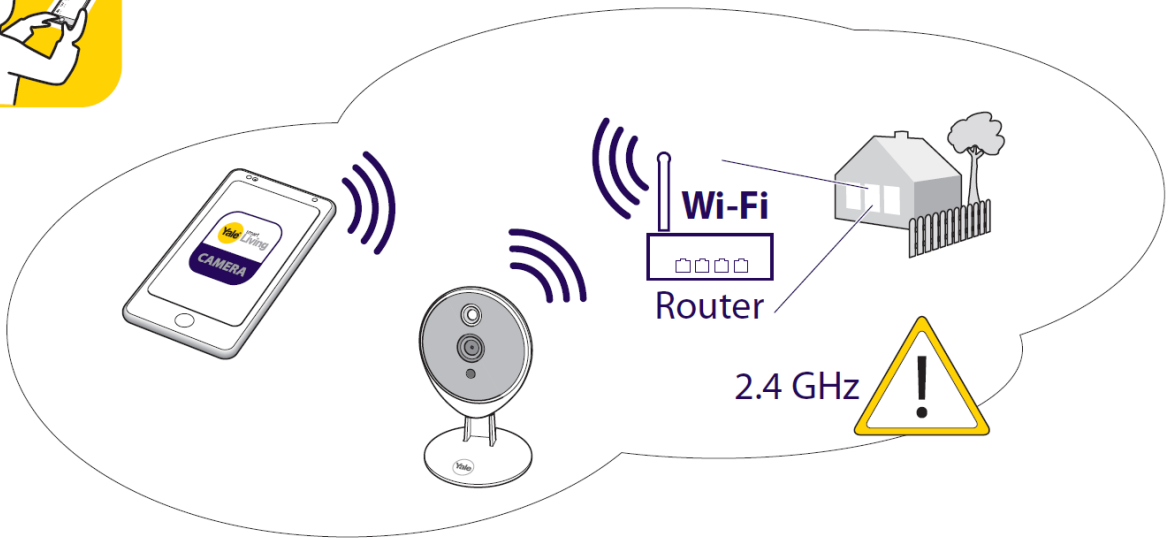 Yale smart
Living
CAMERA
Wi-Fi
Router
2.4 GHz
!
Yale